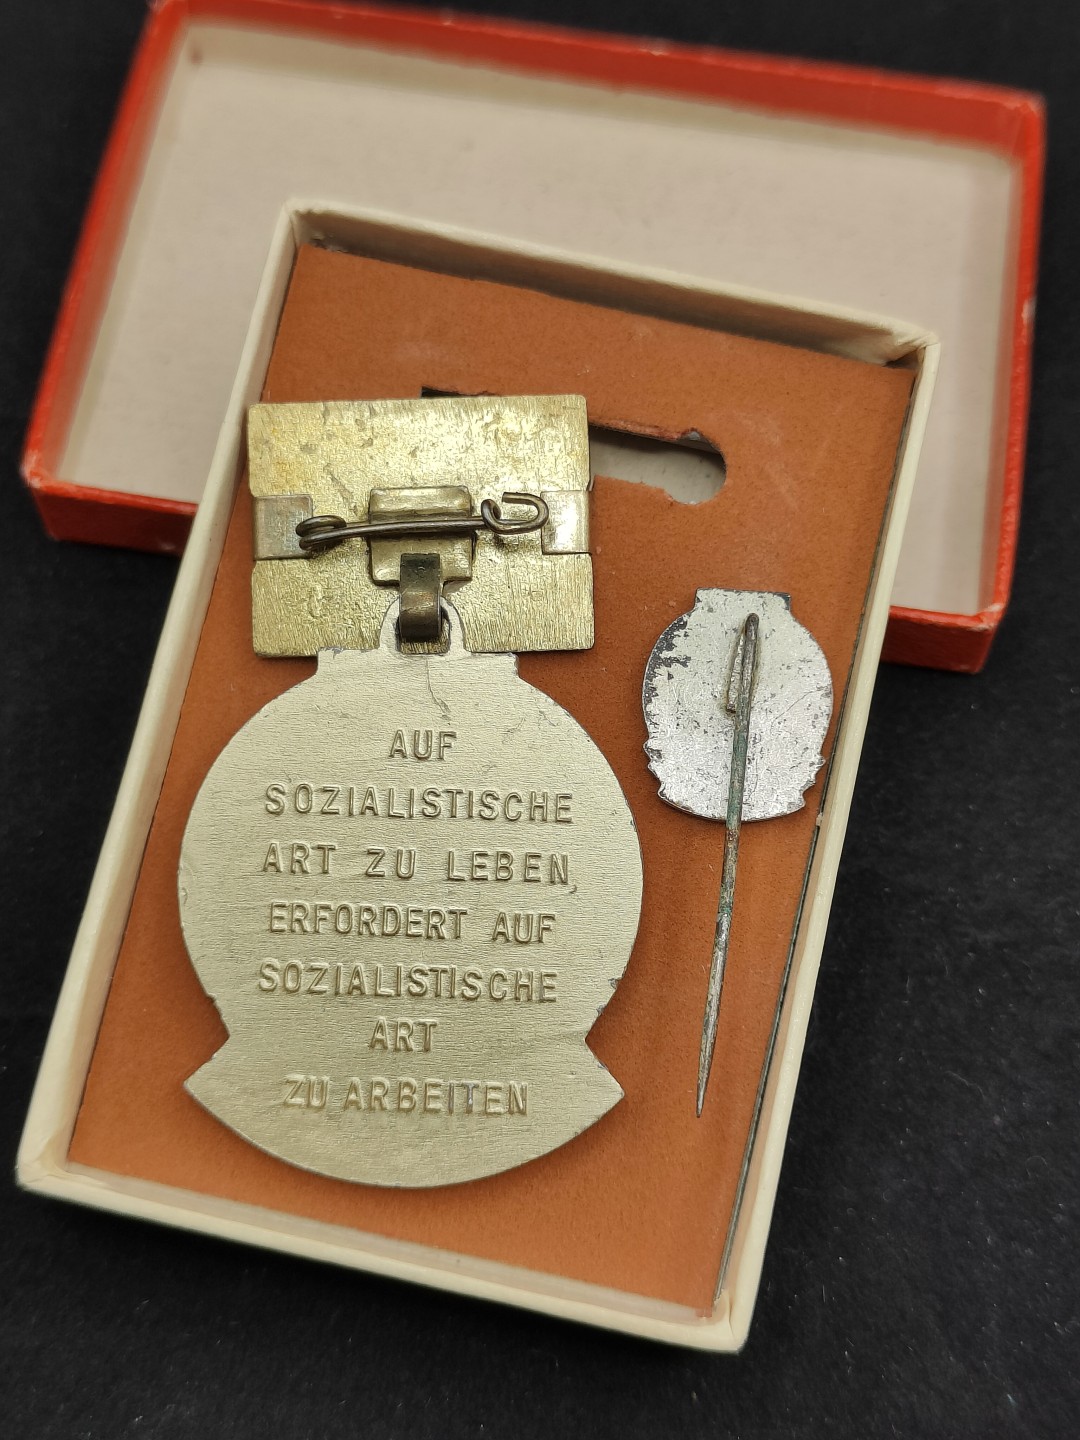 AUF
SOZIALISTISCHE
ART ZU LEBEN,
ERFORDERT AUF
SOZIALISTISCHE
ART
ZU ARBEITEN